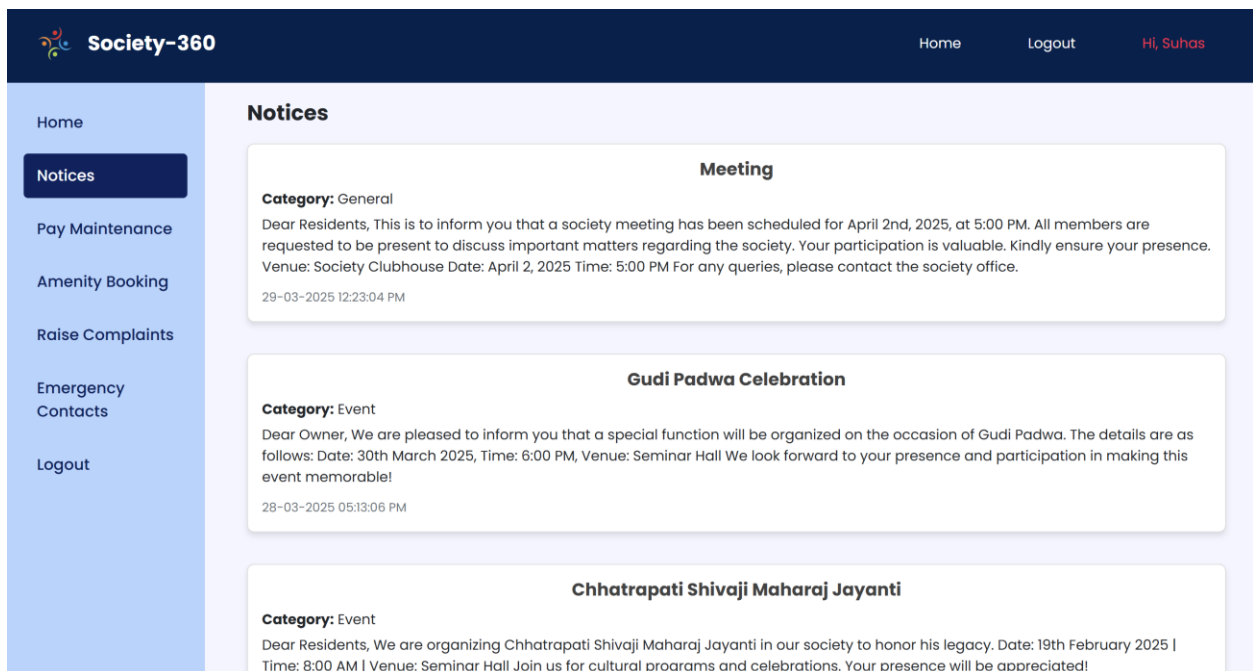 Society-360
Home
Logout
Hi, Suhas
Home
Notices
Pay Maintenance
Amenity Booking
Raise Complaints
Emergency
Contacts
Logout
Notices
Meeting
Category: General
Dear Residents, This is to inform you that a society meeting has been scheduled for April 2nd, 2025, at 5:00 PM. All members are
requested to be present to discuss important matters regarding the society. Your participation is valuable. Kindly ensure your presence.
Venue: Society Clubhouse Date: April 2, 2025 Time: 5:00 PM For any queries, please contact the society office.
29-03-2025 12:23:04 PM
Gudi Padwa Celebration
Category: Event
Dear Owner, We are pleased to inform you that a special function will be organized on the occasion of Gudi Padwa. The details are as
follows: Date: 30th March 2025, Time: 6:00 PM, Venue: Seminar Hall We look forward to your presence and participation in making this
event memorable!
28-03-2025 05:13:06 PM
Chhatrapati Shivaji Maharaj Jayanti
Category: Event
Dear Residents, We are organizing Chhatrapati Shivaji Maharaj Jayanti in our society to honor his legacy. Date: 19th February 2025 |
Time: 8:00 AM | Venue: Seminar Hall Join us for cultural programs and celebrations. Your presence will be appreciated!